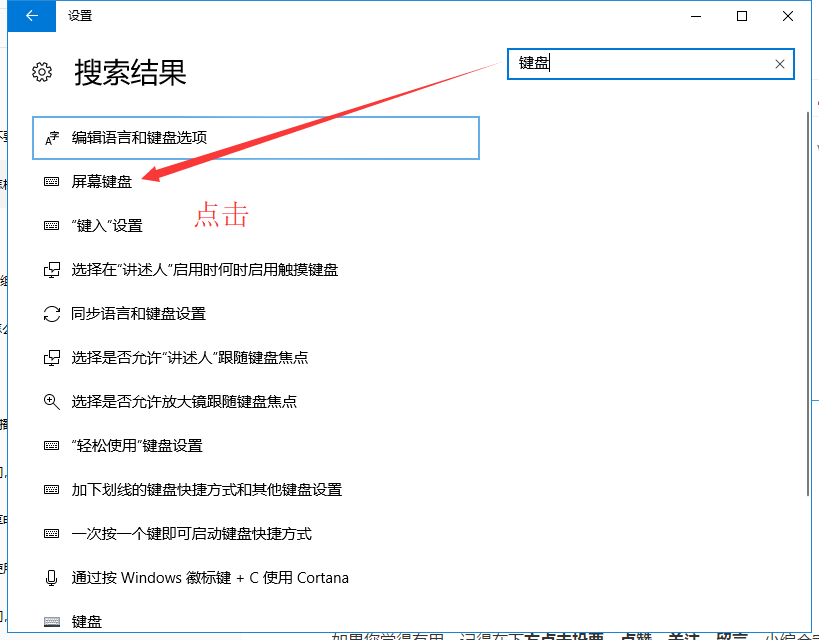 设置
搜索结果
键盘
编辑语言和键盘选项
屏幕键盘
点击
“键入”设置
选择在“讲述人”启用时何时启用触摸键盘
同步语言和键盘设置
选择是否允许“讲述人”跟随键盘焦点
选择是否允许放大镜跟随键盘焦点
“轻松使用”键盘设置
加下划线的键盘快捷方式和其他键盘设置
一次按一个键即可启动键盘快捷方式
通过按 Windows 徽标键 + C 使用 Cortana
键盘